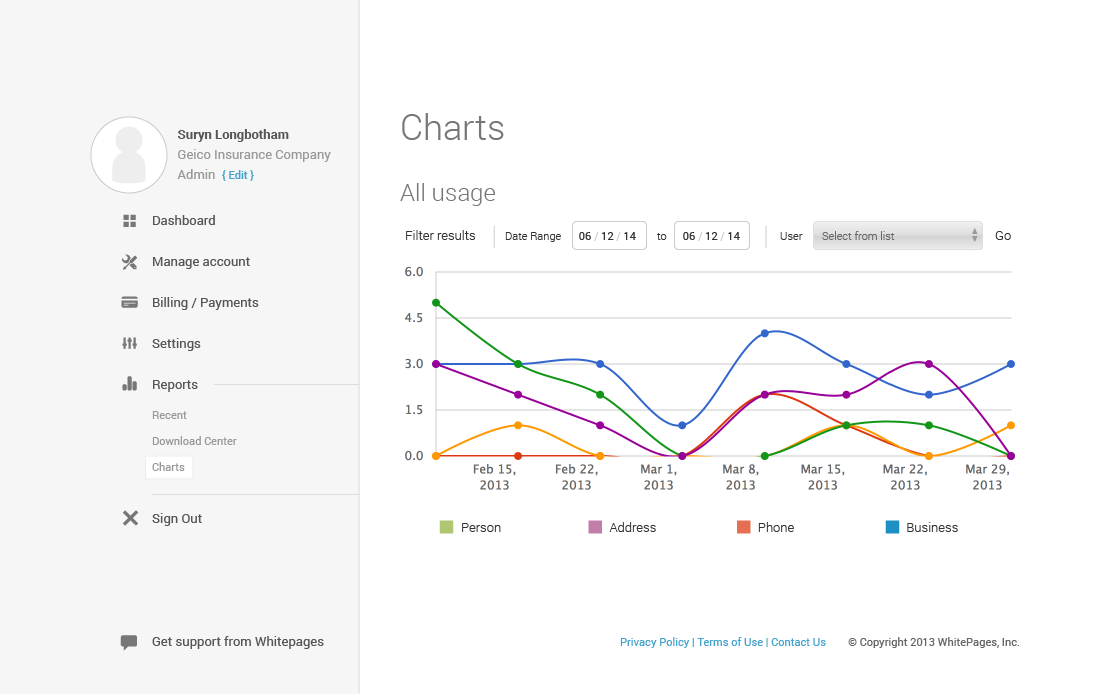 Suryn Longbotham
Geico Insurance Company
Admin { Edit }
Dashboard
Manage account
Billing / Payments
Settings
Reports
Recent
Download Center
Charts
Sign Out
Get support from Whitepages
Charts
All usage
Filter results Date Range 06 / 12 / 14 to 06 / 12 / 14 User Select from list Go
6.0
4.5
3.0
1.5
0.0
Feb 15, 2013
Feb 22, 2013
Mar 1, 2013
Mar 8, 2013
Mar 15, 2013
Mar 22, 2013
Mar 29, 2013
Person Address Phone Business
Privacy Policy | Terms of Use | Contact Us © Copyright 2013 WhitePages, Inc.